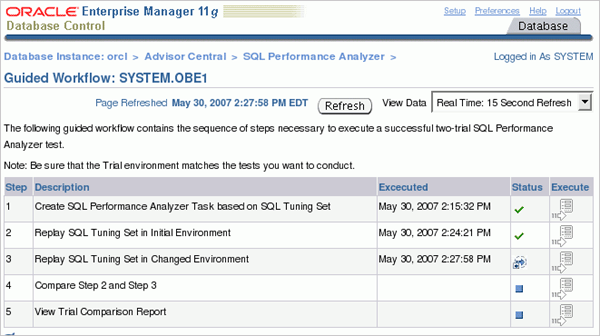 ORACLE Enterprise Manager 11g
Database Control
Setup Preferences Help Logout
Database
Database Instance: orcl > Advisor Central > SQL Performance Analyzer >
Logged in As SYSTEM
Guided Workflow: SYSTEM.OBE1
Page Refreshed May 30, 2007 2:27:58 PM EDT Refresh View Data Real Time: 15 Second Refresh
The following guided workflow contains the sequence of steps necessary to execute a successful two-trial SQL Performance
Analyzer test.
Note: Be sure that the Trial environment matches the tests you want to conduct.
Step Description Excecuted Status Execute
1 Create SQL Performance Analyzer Task based on SQL Tuning Set May 30, 2007 2:15:32 PM
2 Replay SQL Tuning Set in Initial Environment May 30, 2007 2:24:21 PM
3 Replay SQL Tuning Set in Changed Environment May 30, 2007 2:27:58 PM
4 Compare Step 2 and Step 3
5 View Trial Comparison Report